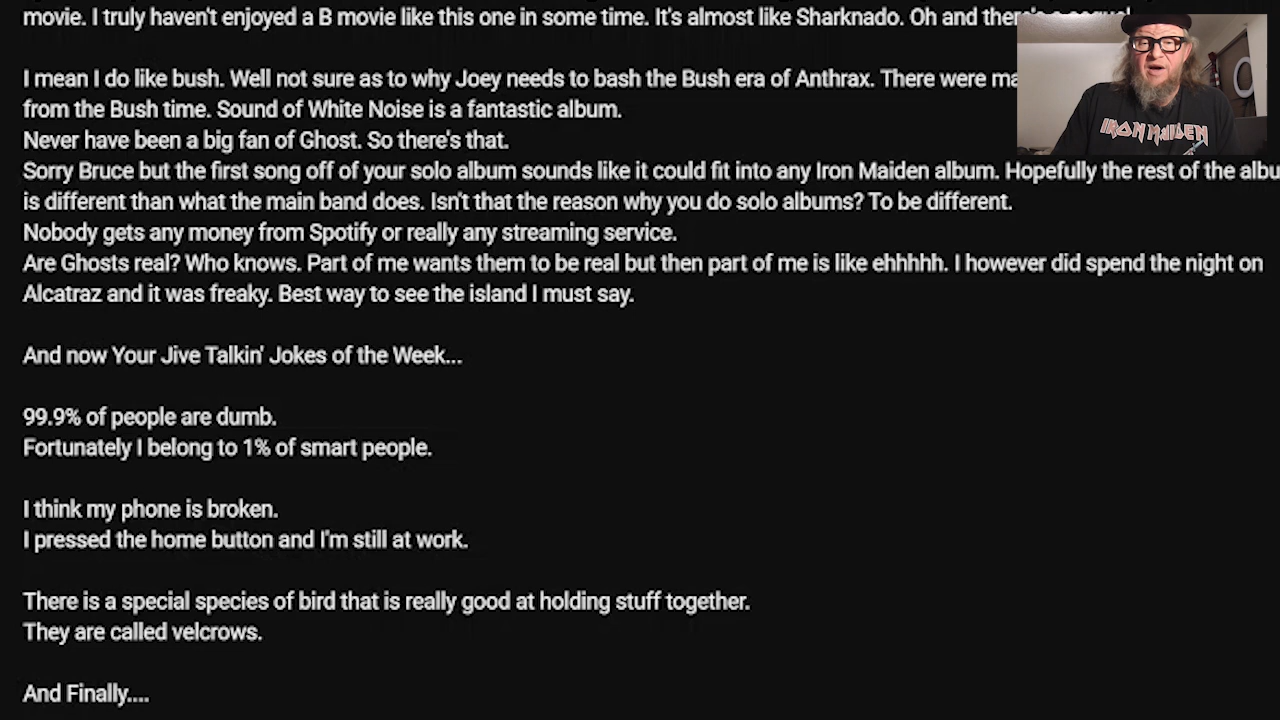 movie. I truly haven't enjoyed a B movie like this one in some time. It's almost like Sharknado. Oh and there's a sequel
I mean I do like bush. Well not sure as to why Joey needs to bash the Bush era of Anthrax. There were
from the Bush time. Sound of White Noise is a fantastic album.
Never have been a big fan of Ghost. So there's that.
Sorry Bruce but the first song off of your solo album sounds like it could fit into any Iron Maiden album. Hopefully the rest of the albu
is different than what the main band does. Isn't that the reason why you do solo albums? To be different.
Nobody gets any money from Spotify or really any streaming service.
Are Ghosts real? Who knows. Part of me wants them to be real but then part of me is like ehhhhh. I however did spend the night on
Alcatraz and it was freaky. Best way to see the island I must say.
And now Your Jive Talkin' Jokes of the Week...
99.9% of people are dumb.
Fortunately I belong to 1% of smart people.
I think my phone is broken.
I pressed the home button and I'm still at work.
There is a special species of bird that is really good at holding stuff together.
They are called velcrows.
And Finally....
IRON MAIDEN